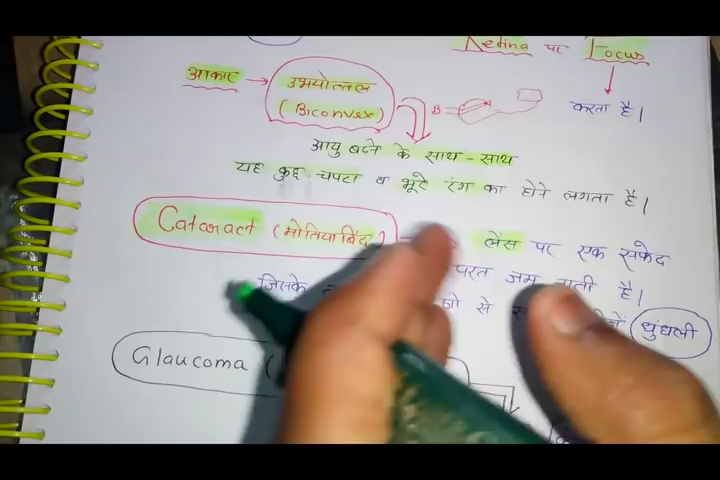 Retina पर Focus
आकार → उभयोत्तल
(Biconvex) करता है।
आयु बढ़ने के साथ-साथ
यह कुछ चपटा व भूरे रंग का होने लगता है।
Cataract (मोतियाबिंद) लेंस पर एक सफेद
जिसके परत जम जाती है।
से धुंधली
Glaucoma (